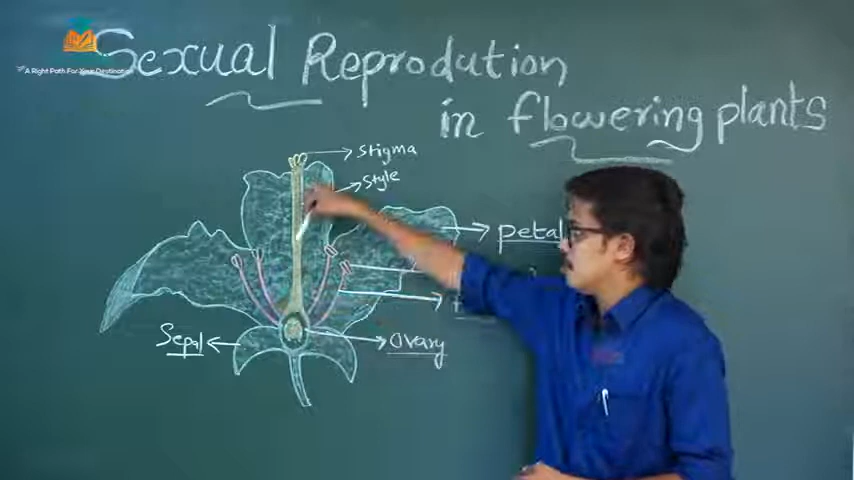 A Right Path For Your Destination
Sexual Reprodution
in flowering plants
Stigma
Style
petal
Sepal
Ovary